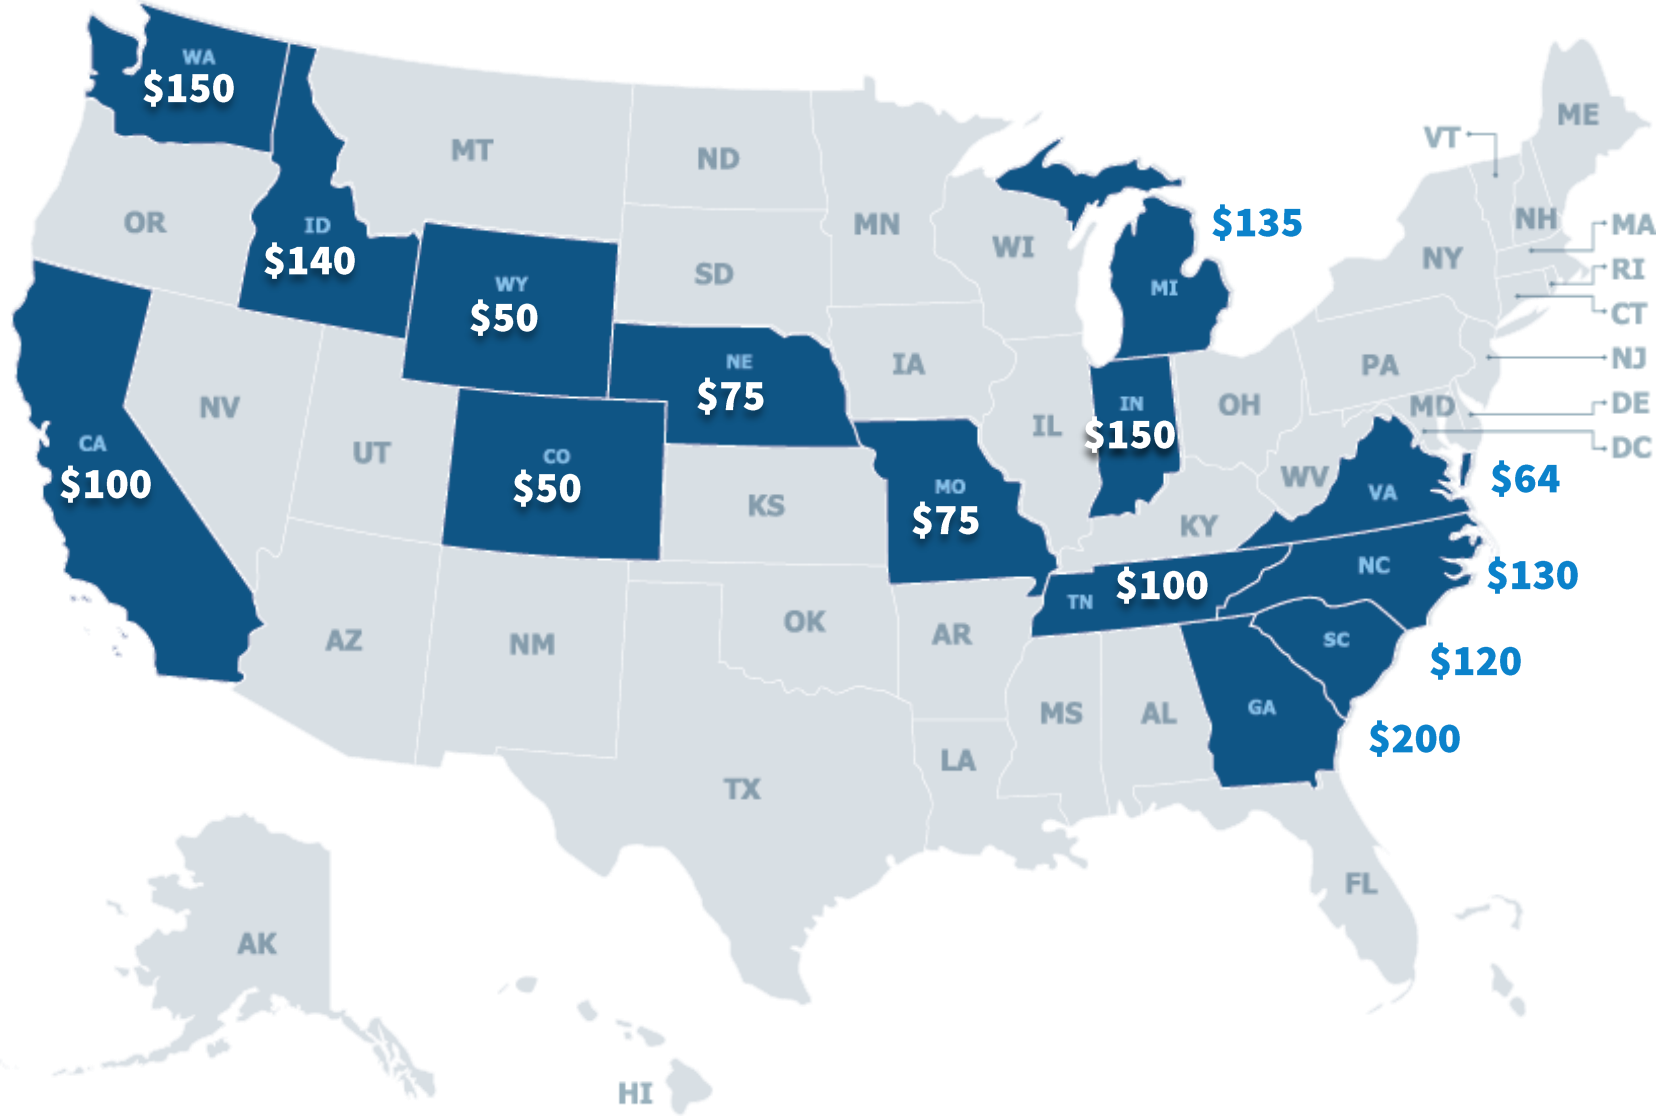 WA
$150
ME
VT
MT
ND
OR
ID
$140
MN
WI
$135
NH
MA
NY
RI
SD
WY
$50
MI
CT
NE
$75
IA
PA
NJ
NV
IN
$150
OH
MD
DE
IL
UT
CA
$100
CO
$50
DC
WV
VA
$64
MO
$75
KS
KY
NC
$130
TN
$100
OK
AR
AZ
NM
SC
$120
MS
AL
GA
$200
LA
TX
FL
AK
HI